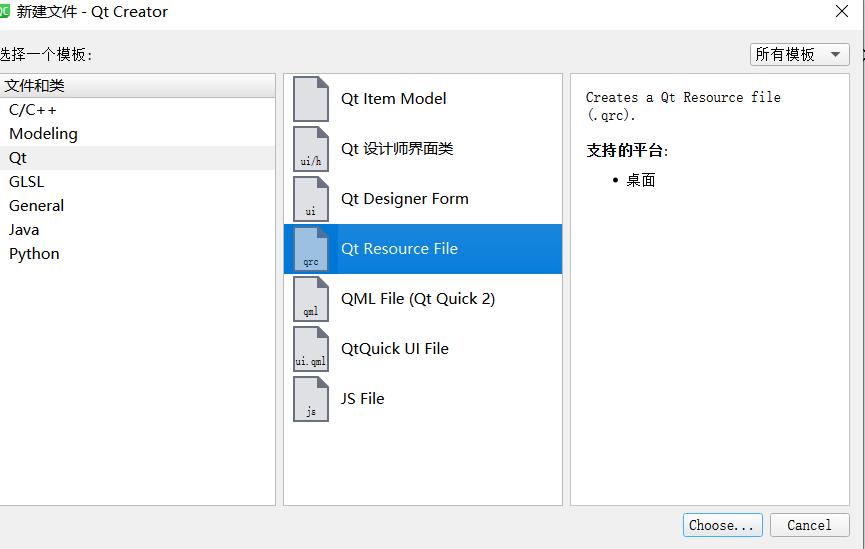 QC 新建文件 - Qt Creator
选择一个模板:
所有模板
文件和类
C/C++
Modeling
Qt
GLSL
General
Java
Python
Qt Item Model
ui/h Qt 设计师界面类
ui Qt Designer Form
qrc Qt Resource File
qml QML File (Qt Quick 2)
ui.qml QtQuick UI File
js JS File
Creates a Qt Resource file
(.qrc).
支持的平台:
• 桌面
Choose...
Cancel